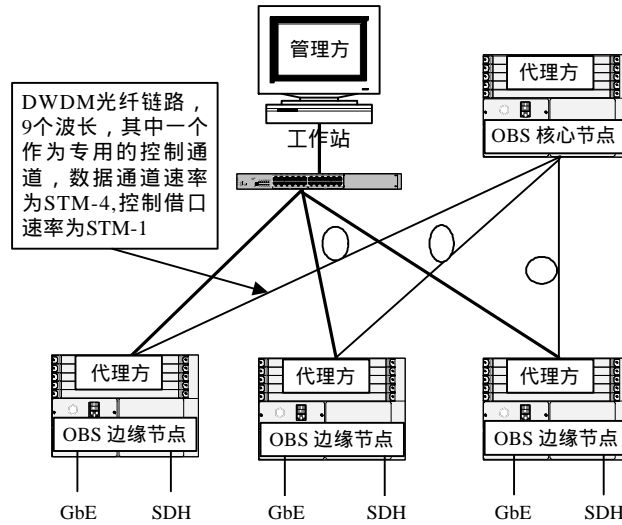 管理方
工作站
代理方
OBS 核心节点
DWDM光纤链路，
9个波长，其中一个
作为专用的控制通
道，数据通道速率
为STM-4,控制借口
速率为STM-1
代理方
OBS 边缘节点
代理方
OBS 边缘节点
代理方
OBS 边缘节点
GbE SDH GbE SDH GbE SDH